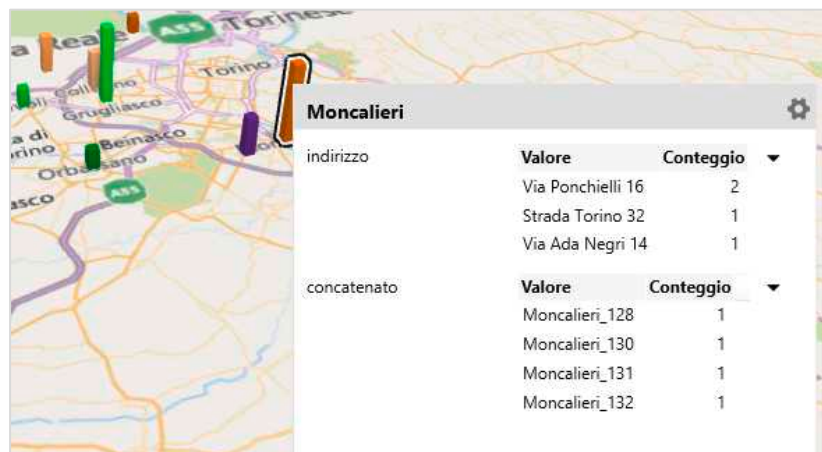 Torinese
a Reale
A55
Torino
Grugliasco
Beinasco
Orbassano
A55
Moncalieri
indirizzo
Valore Conteggio
Via Ponchielli 16 2
Strada Torino 32 1
Via Ada Negri 14 1
concatenato
Valore Conteggio
Moncalieri_128 1
Moncalieri_130 1
Moncalieri_131 1
Moncalieri_132 1